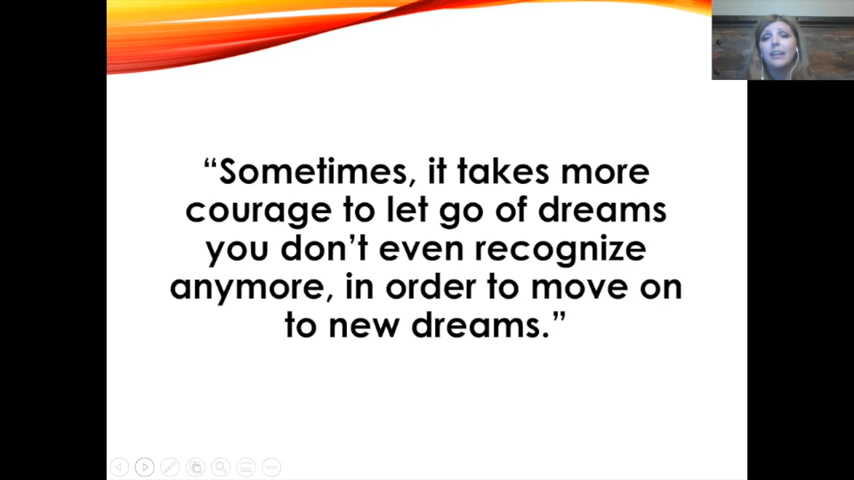 “Sometimes, it takes more
courage to let go of dreams
you don’t even recognize
anymore, in order to move on
to new dreams.”